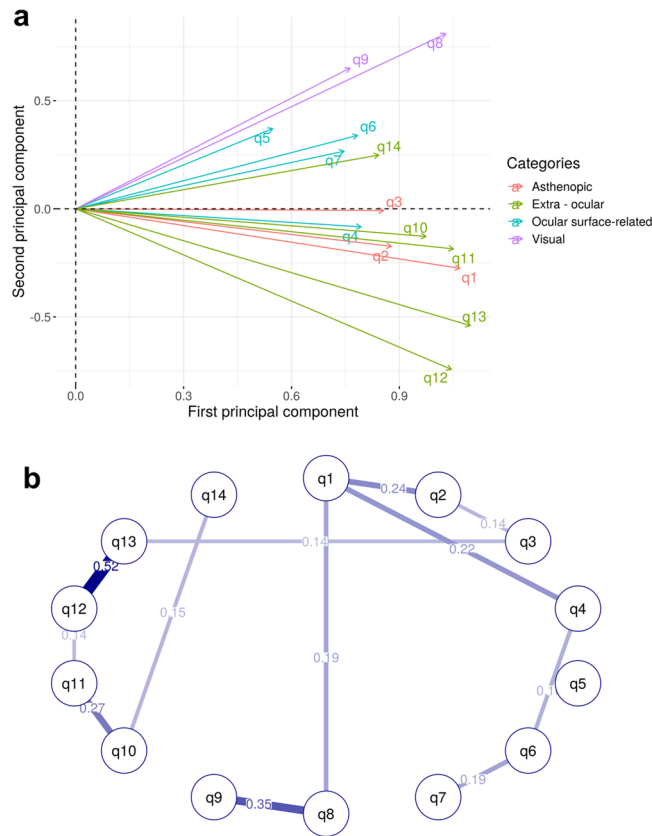 a
q9
q8
0.5
q6
q5
q14
q7
q3
0.0
q10
q4
q2
q11
q1
-0.5
q13
q12
0.0
0.3
0.6
0.9
First principal component
Second principal component
Categories
a Asthenopic
a Extra - ocular
a Ocular surface-related
a Visual
b
q1
q14
0.24
q2
q13
0.14
0.14
q3
0.22
0.52
q12
0.15
q4
0.14
0.19
q11
0.1
q5
0.27
q10
q6
0.19
q9
0.35
q8
q7